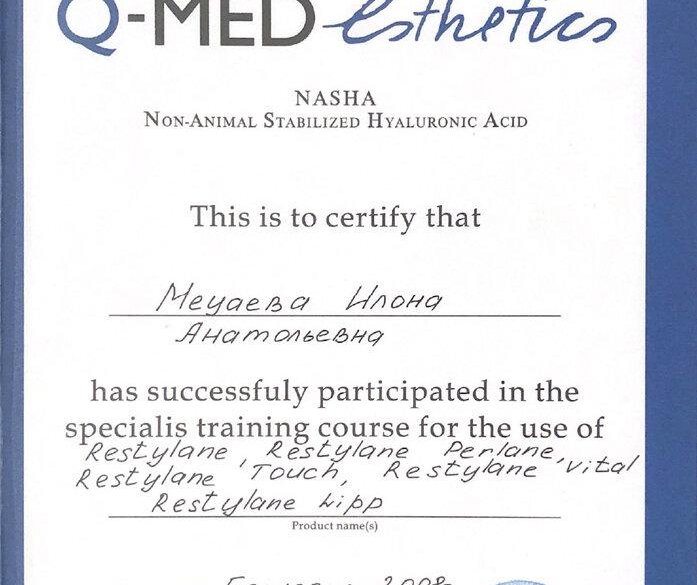 Q-MED Esthetics
NASHA
NON-ANIMAL STABILIZED HYALURONIC ACID
This is to certify that
Мецаева Илона
Анатольевна
has successfuly participated in the
specialis training course for the use of
Restylane, Restylane Perlane,
Restylane Touch, Restylane Vital
Restylane Lipp
Product name(s)
2008